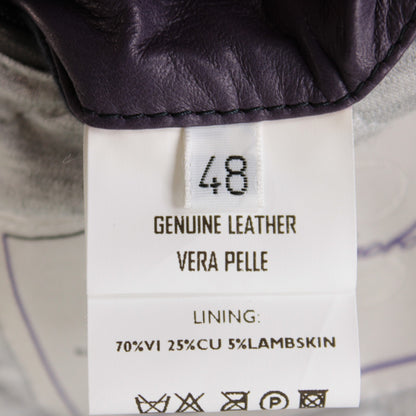 48
GENUINE LEATHER
VERA PELLE
LINING:
70%VI 25%CU 5%LAMBSKIN
P